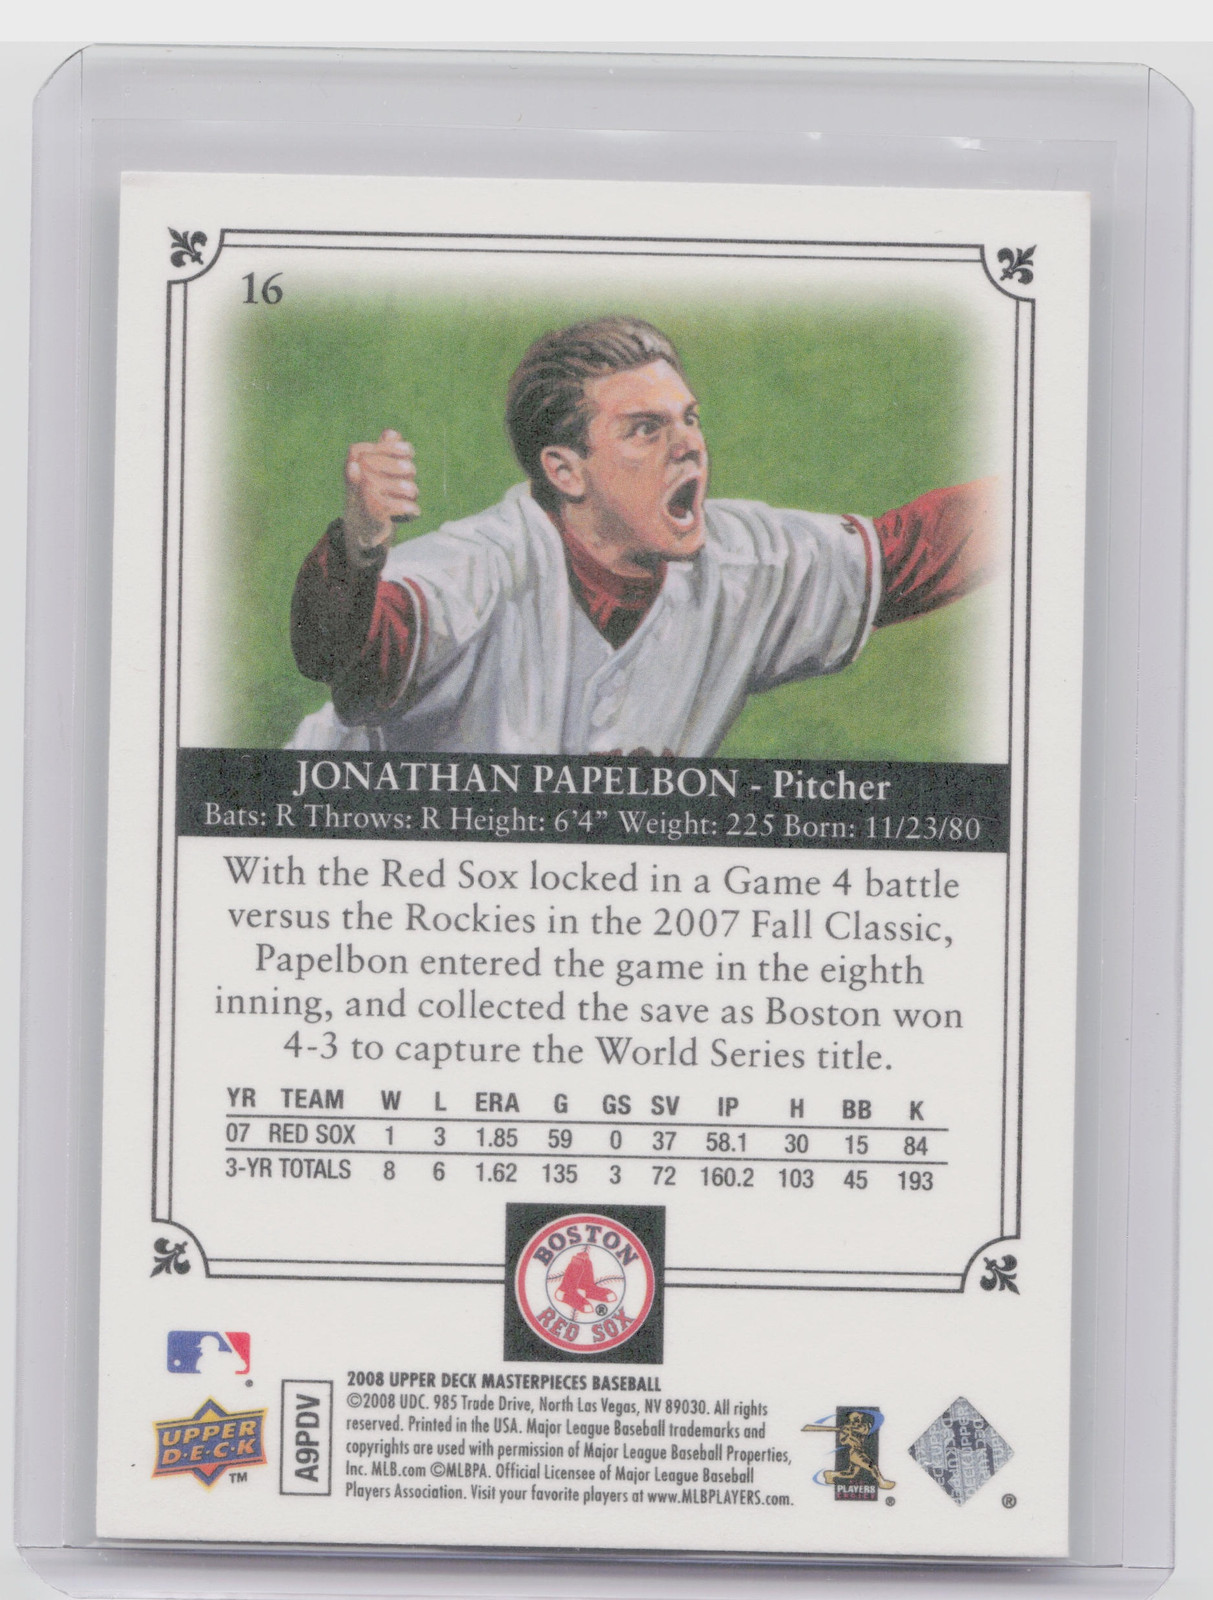 16
JONATHAN PAPELBON - Pitcher
Bats: R Throws: R Height: 6'4" Weight: 225 Born: 11/23/80
With the Red Sox locked in a Game 4 battle
versus the Rockies in the 2007 Fall Classic,
Papelbon entered the game in the eighth
inning, and collected the save as Boston won
4-3 to capture the World Series title.
YR TEAM W L ERA G GS SV IP H BB K
07 RED SOX 1 3 1.85 59 0 37 58.1 30 15 84
3-YR TOTALS 8 6 1.62 135 3 72 160.2 103 45 193
BOSTON
RED SOX ®
UPPER
D·E·C·K
TM
A9PDV
2008 UPPER DECK MASTERPIECES BASEBALL
©2008 UDC. 985 Trade Drive, North Las Vegas, NV 89030. All rights
reserved. Printed in the USA. Major League Baseball trademarks and
copyrights are used with permission of Major League Baseball Properties,
Inc. MLB.com ©MLBPA. Official Licensee of Major League Baseball
Players Association. Visit your favorite players at www.MLBPLAYERS.com.
PLAYERS
CHOICE
®
®